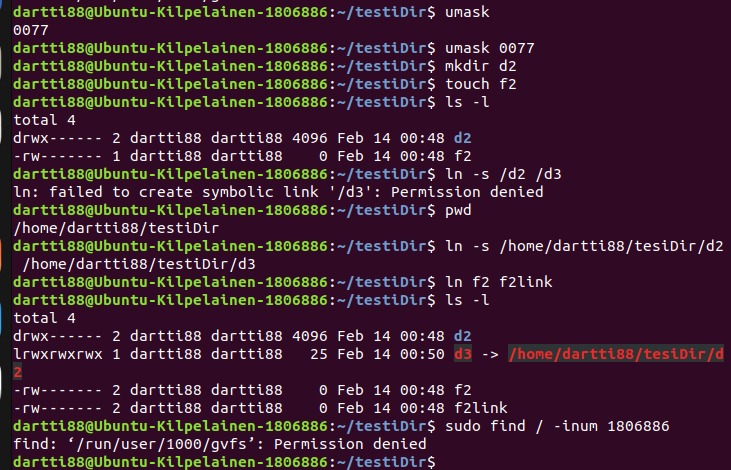 dartti88@Ubuntu-Kilpelainen-1806886:~/testiDir$ umask
0077
dartti88@Ubuntu-Kilpelainen-1806886:~/testiDir$ umask 0077
dartti88@Ubuntu-Kilpelainen-1806886:~/testiDir$ mkdir d2
dartti88@Ubuntu-Kilpelainen-1806886:~/testiDir$ touch f2
dartti88@Ubuntu-Kilpelainen-1806886:~/testiDir$ ls -l
total 4
drwx------ 2 dartti88 dartti88 4096 Feb 14 00:48 d2
-rw------- 1 dartti88 dartti88    0 Feb 14 00:48 f2
dartti88@Ubuntu-Kilpelainen-1806886:~/testiDir$ ln -s /d2 /d3
ln: failed to create symbolic link '/d3': Permission denied
dartti88@Ubuntu-Kilpelainen-1806886:~/testiDir$ pwd
/home/dartti88/testiDir
dartti88@Ubuntu-Kilpelainen-1806886:~/testiDir$ ln -s /home/dartti88/tesiDir/d2
 /home/dartti88/testiDir/d3
dartti88@Ubuntu-Kilpelainen-1806886:~/testiDir$ ln f2 f2link
dartti88@Ubuntu-Kilpelainen-1806886:~/testiDir$ ls -l
total 4
drwx------ 2 dartti88 dartti88 4096 Feb 14 00:48 d2
lrwxrwxrwx 1 dartti88 dartti88   25 Feb 14 00:50 d3 -> /home/dartti88/tesiDir/d
2
-rw------- 2 dartti88 dartti88    0 Feb 14 00:48 f2
-rw------- 2 dartti88 dartti88    0 Feb 14 00:48 f2link
dartti88@Ubuntu-Kilpelainen-1806886:~/testiDir$ sudo find / -inum 1806886
find: ‘/run/user/1000/gvfs’: Permission denied
dartti88@Ubuntu-Kilpelainen-1806886:~/testiDir$